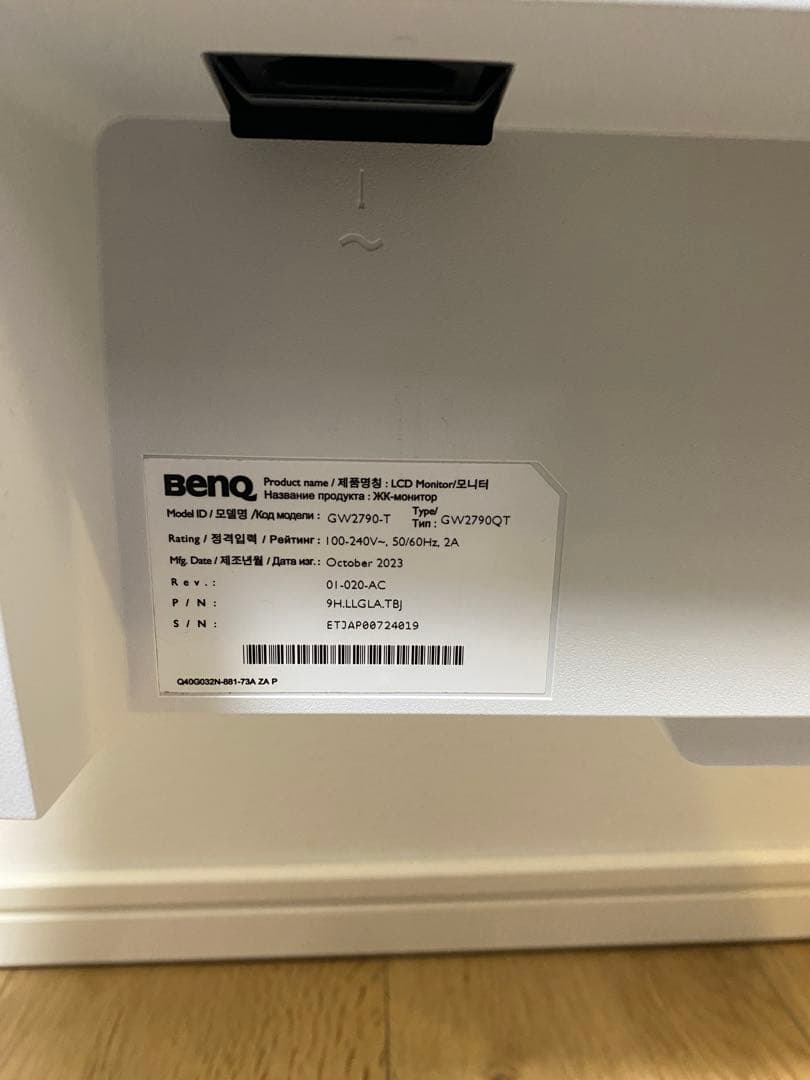 BenQ Product name / 제품명칭 : LCD Monitor/모니터
Название продукта : ЖК-монитор
Model ID / 모델명 /Код модели : GW2790-T Type/ Тип : GW2790QT
Rating / 정격입력 / Рейтинг : 100-240V~, 50/60Hz, 2A
Mfg. Date / 제조년월 / Дата изг.: October 2023
Rev.: 01-020-AC
P/N: 9H.LLGLA.TBJ
S/N: ETJAP00724019
Q40G032N-881-73A ZA P